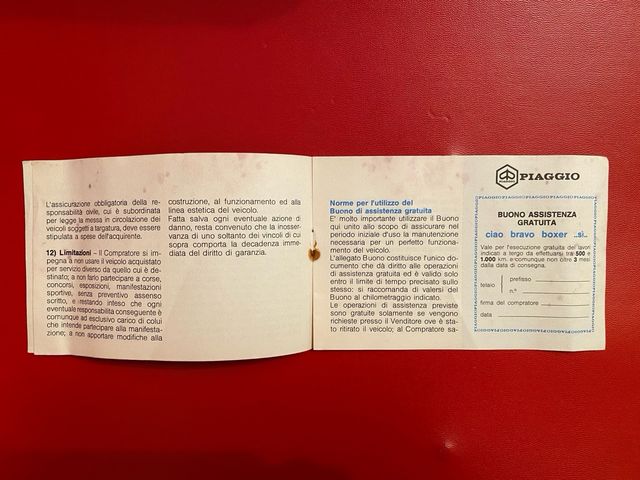 L'assicurazione obbligatoria della re-
sponsabilità civile, cui è subordinata
per legge la messa in circolazione dei
veicoli soggetti a targatura, deve essere
stipulata a spese dell'acquirente.
12) Limitazioni – Il Compratore si im-
pegna a non usare il veicolo acquistato
per servizio diverso da quello cui è de-
stinato; a non farlo partecipare a corse,
concorsi, esposizioni, manifestazioni
sportive, senza preventivo assenso
scritto, e restando inteso che ogni
eventuale responsabilità conseguente è
comunque ad esclusivo carico di colui
che intende partecipare alla manifesta-
zione; a non apportare modifiche alla
costruzione, al funzionamento ed alla
linea estetica del veicolo.
Fatta salva ogni eventuale azione di
danno, resta convenuto che la inosser-
vanza di uno soltanto dei vincoli di cui
sopra comporta la decadenza imme-
diata del diritto di garanzia.
Norme per l'utilizzo del
Buono di assistenza gratuita
E' molto importante utilizzare il Buono
qui unito allo scopo di assicurare nel
periodo iniziale d'uso la manutenzione
necessaria per un perfetto funziona-
mento del veicolo.
L'allegato Buono costituisce l'unico do-
cumento che dà diritto alle operazioni
di assistenza gratuita ed è valido solo
entro il limite di tempo precisato sullo
stesso: si raccomanda di valersi del
Buono al chilometraggio indicato.
Le operazioni di assistenza previste
sono gratuite solamente se vengono
richieste presso il Venditore ove è sta-
to ritirato il veicolo; al Compratore sa-
PIAGGIO
BUONO ASSISTENZA
GRATUITA
ciao bravo boxer ..si..
Vale per l'esecuzione gratuita dei lavori
indicati a tergo da effettuarsi tra 500 e
1.000 km. e comunque non oltre 3 mesi
dalla data di consegna.
telaio prefisso
n.°
firma del compratore
data